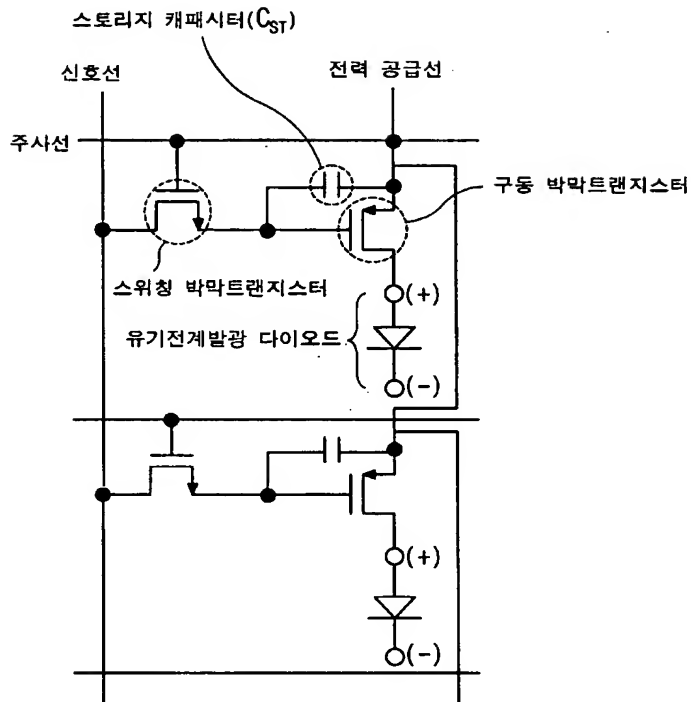 스토리지 캐패시터(CST)
신호선
전력 공급선
주사선
구동 박막트랜지스터
스위칭 박막트랜지스터
(+)
유기전계발광 다이오드
(-)
(+)
(-)